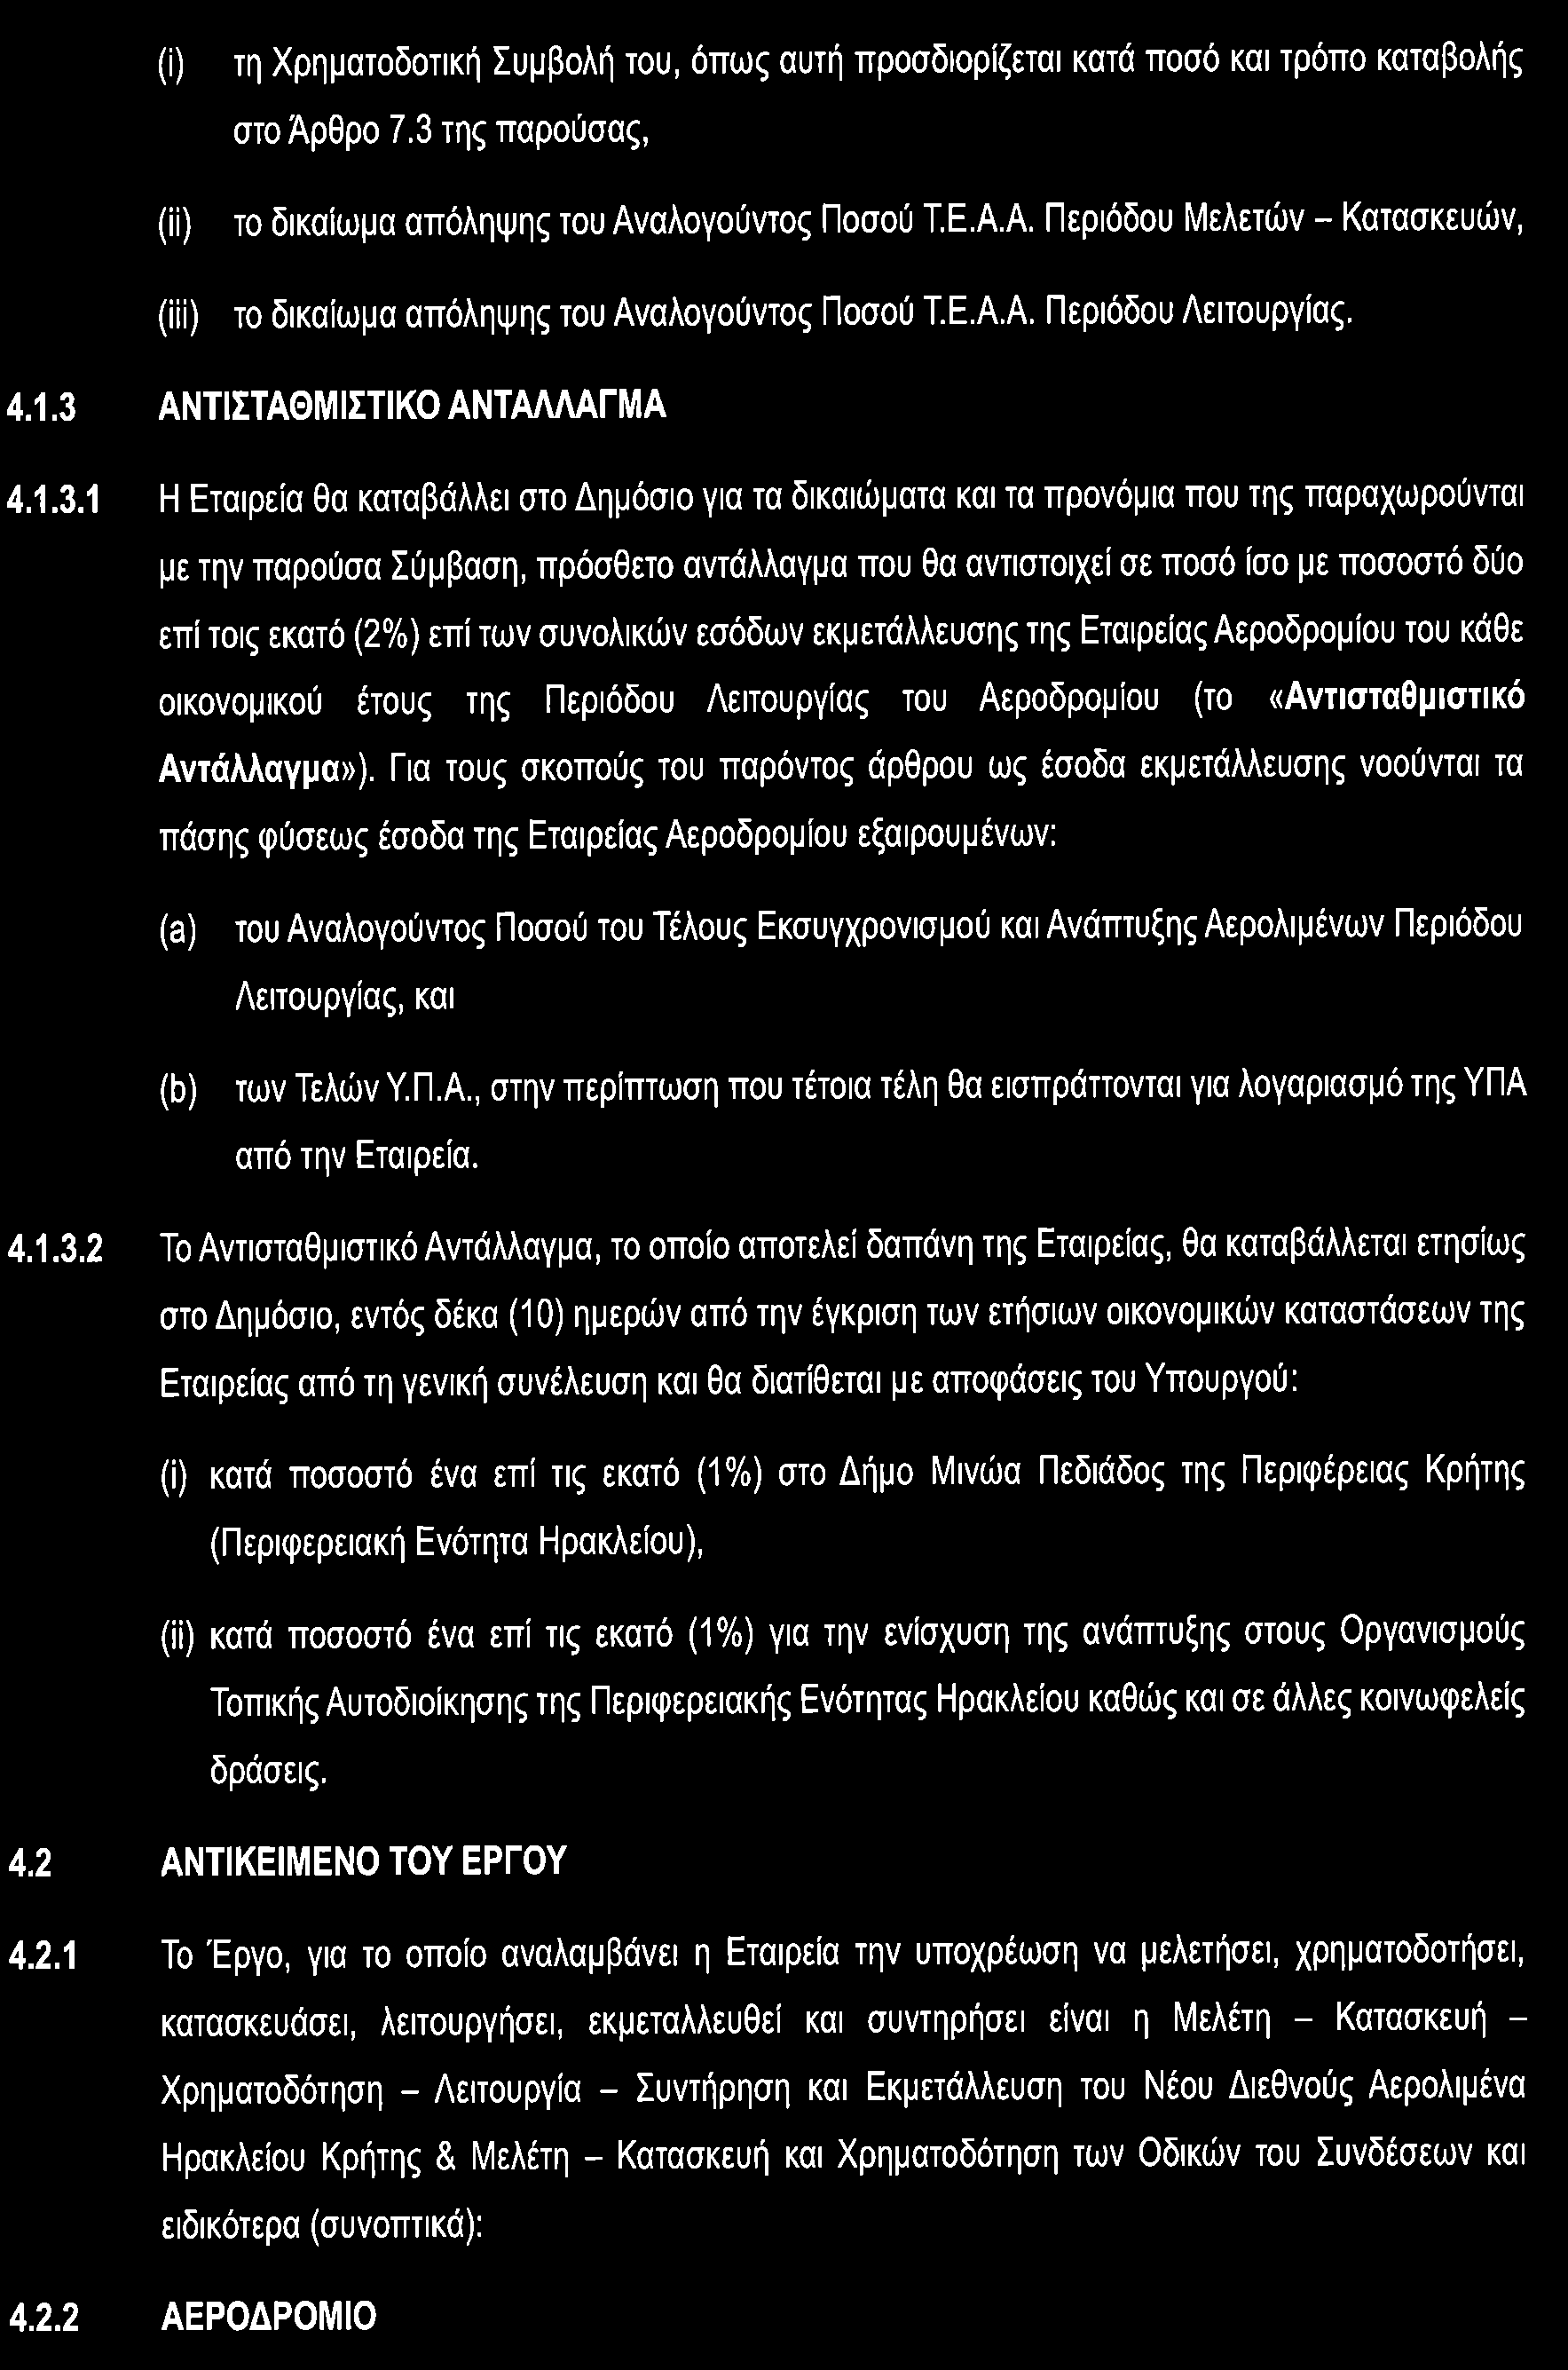 (i) τη Χρηματοδοτική Συμβολή του, όπως αυτή προσδιορίζεται κατά ποσό και τρόπο καταβολής
στο Άρθρο 7.3 της παρούσας,
(ii) το δικαίωμα απόληψης του Αναλογούντος Ποσού Τ.Ε.Α.Α. Περιόδου Μελετών – Κατασκευών,
(iii) το δικαίωμα απόληψης του Αναλογούντος Ποσού Τ.Ε.Α.Α. Περιόδου Λειτουργίας.
4.1.3 ΑΝΤΙΣΤΑΘΜΙΣΤΙΚΟ ΑΝΤΑΛΛΑΓΜΑ
4.1.3.1 Η Εταιρεία θα καταβάλλει στο Δημόσιο για τα δικαιώματα και τα προνόμια που της παραχωρούνται
με την παρούσα Σύμβαση, πρόσθετο αντάλλαγμα που θα αντιστοιχεί σε ποσό ίσο με ποσοστό δύο
επί τοις εκατό (2%) επί των συνολικών εσόδων εκμετάλλευσης της Εταιρείας Αεροδρομίου του κάθε
οικονομικού έτους της Περιόδου Λειτουργίας του Αεροδρομίου (το «Αντισταθμιστικό
Αντάλλαγμα»). Για τους σκοπούς του παρόντος άρθρου ως έσοδα εκμετάλλευσης νοούνται τα
πάσης φύσεως έσοδα της Εταιρείας Αεροδρομίου εξαιρουμένων:
(a) του Αναλογούντος Ποσού του Τέλους Εκσυγχρονισμού και Ανάπτυξης Αερολιμένων Περιόδου
Λειτουργίας, και
(b) των Τελών Υ.Π.Α., στην περίπτωση που τέτοια τέλη θα εισπράττονται για λογαριασμό της ΥΠΑ
από την Εταιρεία.
4.1.3.2 Το Αντισταθμιστικό Αντάλλαγμα, το οποίο αποτελεί δαπάνη της Εταιρείας, θα καταβάλλεται ετησίως
στο Δημόσιο, εντός δέκα (10) ημερών από την έγκριση των ετήσιων οικονομικών καταστάσεων της
Εταιρείας από τη γενική συνέλευση και θα διατίθεται με αποφάσεις του Υπουργού:
(i) κατά ποσοστό ένα επί τις εκατό (1%) στο Δήμο Μινώα Πεδιάδος της Περιφέρειας Κρήτης
(Περιφερειακή Ενότητα Ηρακλείου),
(ii) κατά ποσοστό ένα επί τις εκατό (1%) για την ενίσχυση της ανάπτυξης στους Οργανισμούς
Τοπικής Αυτοδιοίκησης της Περιφερειακής Ενότητας Ηρακλείου καθώς και σε άλλες κοινωφελείς
δράσεις.
4.2 ΑΝΤΙΚΕΙΜΕΝΟ ΤΟΥ ΕΡΓΟΥ
4.2.1 Το Έργο, για το οποίο αναλαμβάνει η Εταιρεία την υποχρέωση να μελετήσει, χρηματοδοτήσει,
κατασκευάσει, λειτουργήσει, εκμεταλλευθεί και συντηρήσει είναι η Μελέτη – Κατασκευή –
Χρηματοδότηση – Λειτουργία – Συντήρηση και Εκμετάλλευση του Νέου Διεθνούς Αερολιμένα
Ηρακλείου Κρήτης & Μελέτη – Κατασκευή και Χρηματοδότηση των Οδικών του Συνδέσεων και
ειδικότερα (συνοπτικά):
4.2.2 ΑΕΡΟΔΡΟΜΙΟ